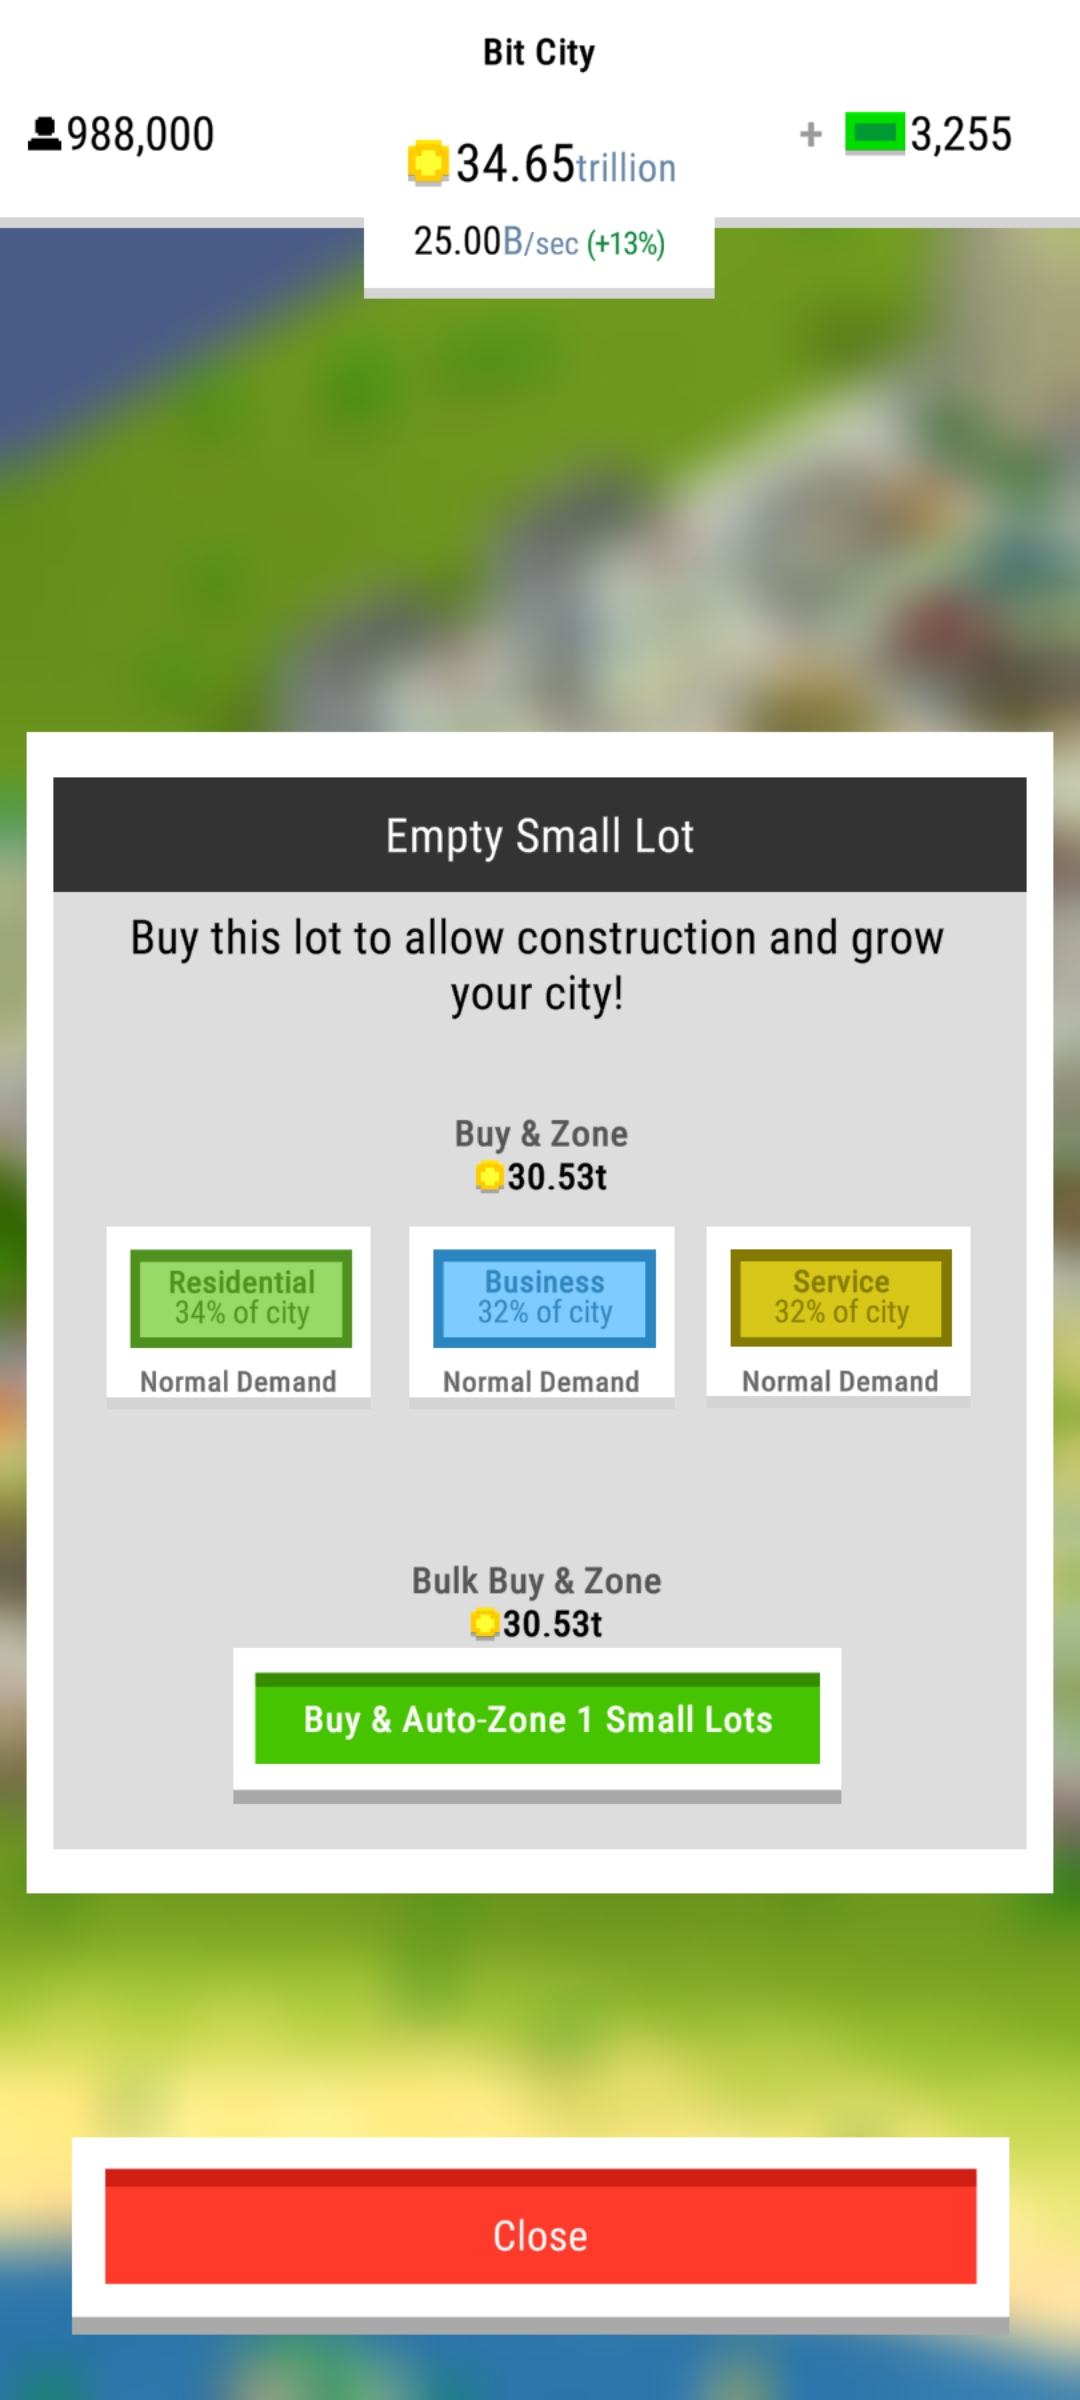 Bit City
988,000
34.65trillion
+ 3,255
25.00B/sec (+13%)
Empty Small Lot
Buy this lot to allow construction and grow
your city!
Buy & Zone
30.53t
Residential
34% of city
Normal Demand
Business
32% of city
Normal Demand
Service
32% of city
Normal Demand
Bulk Buy & Zone
30.53t
Buy & Auto-Zone 1 Small Lots
Close